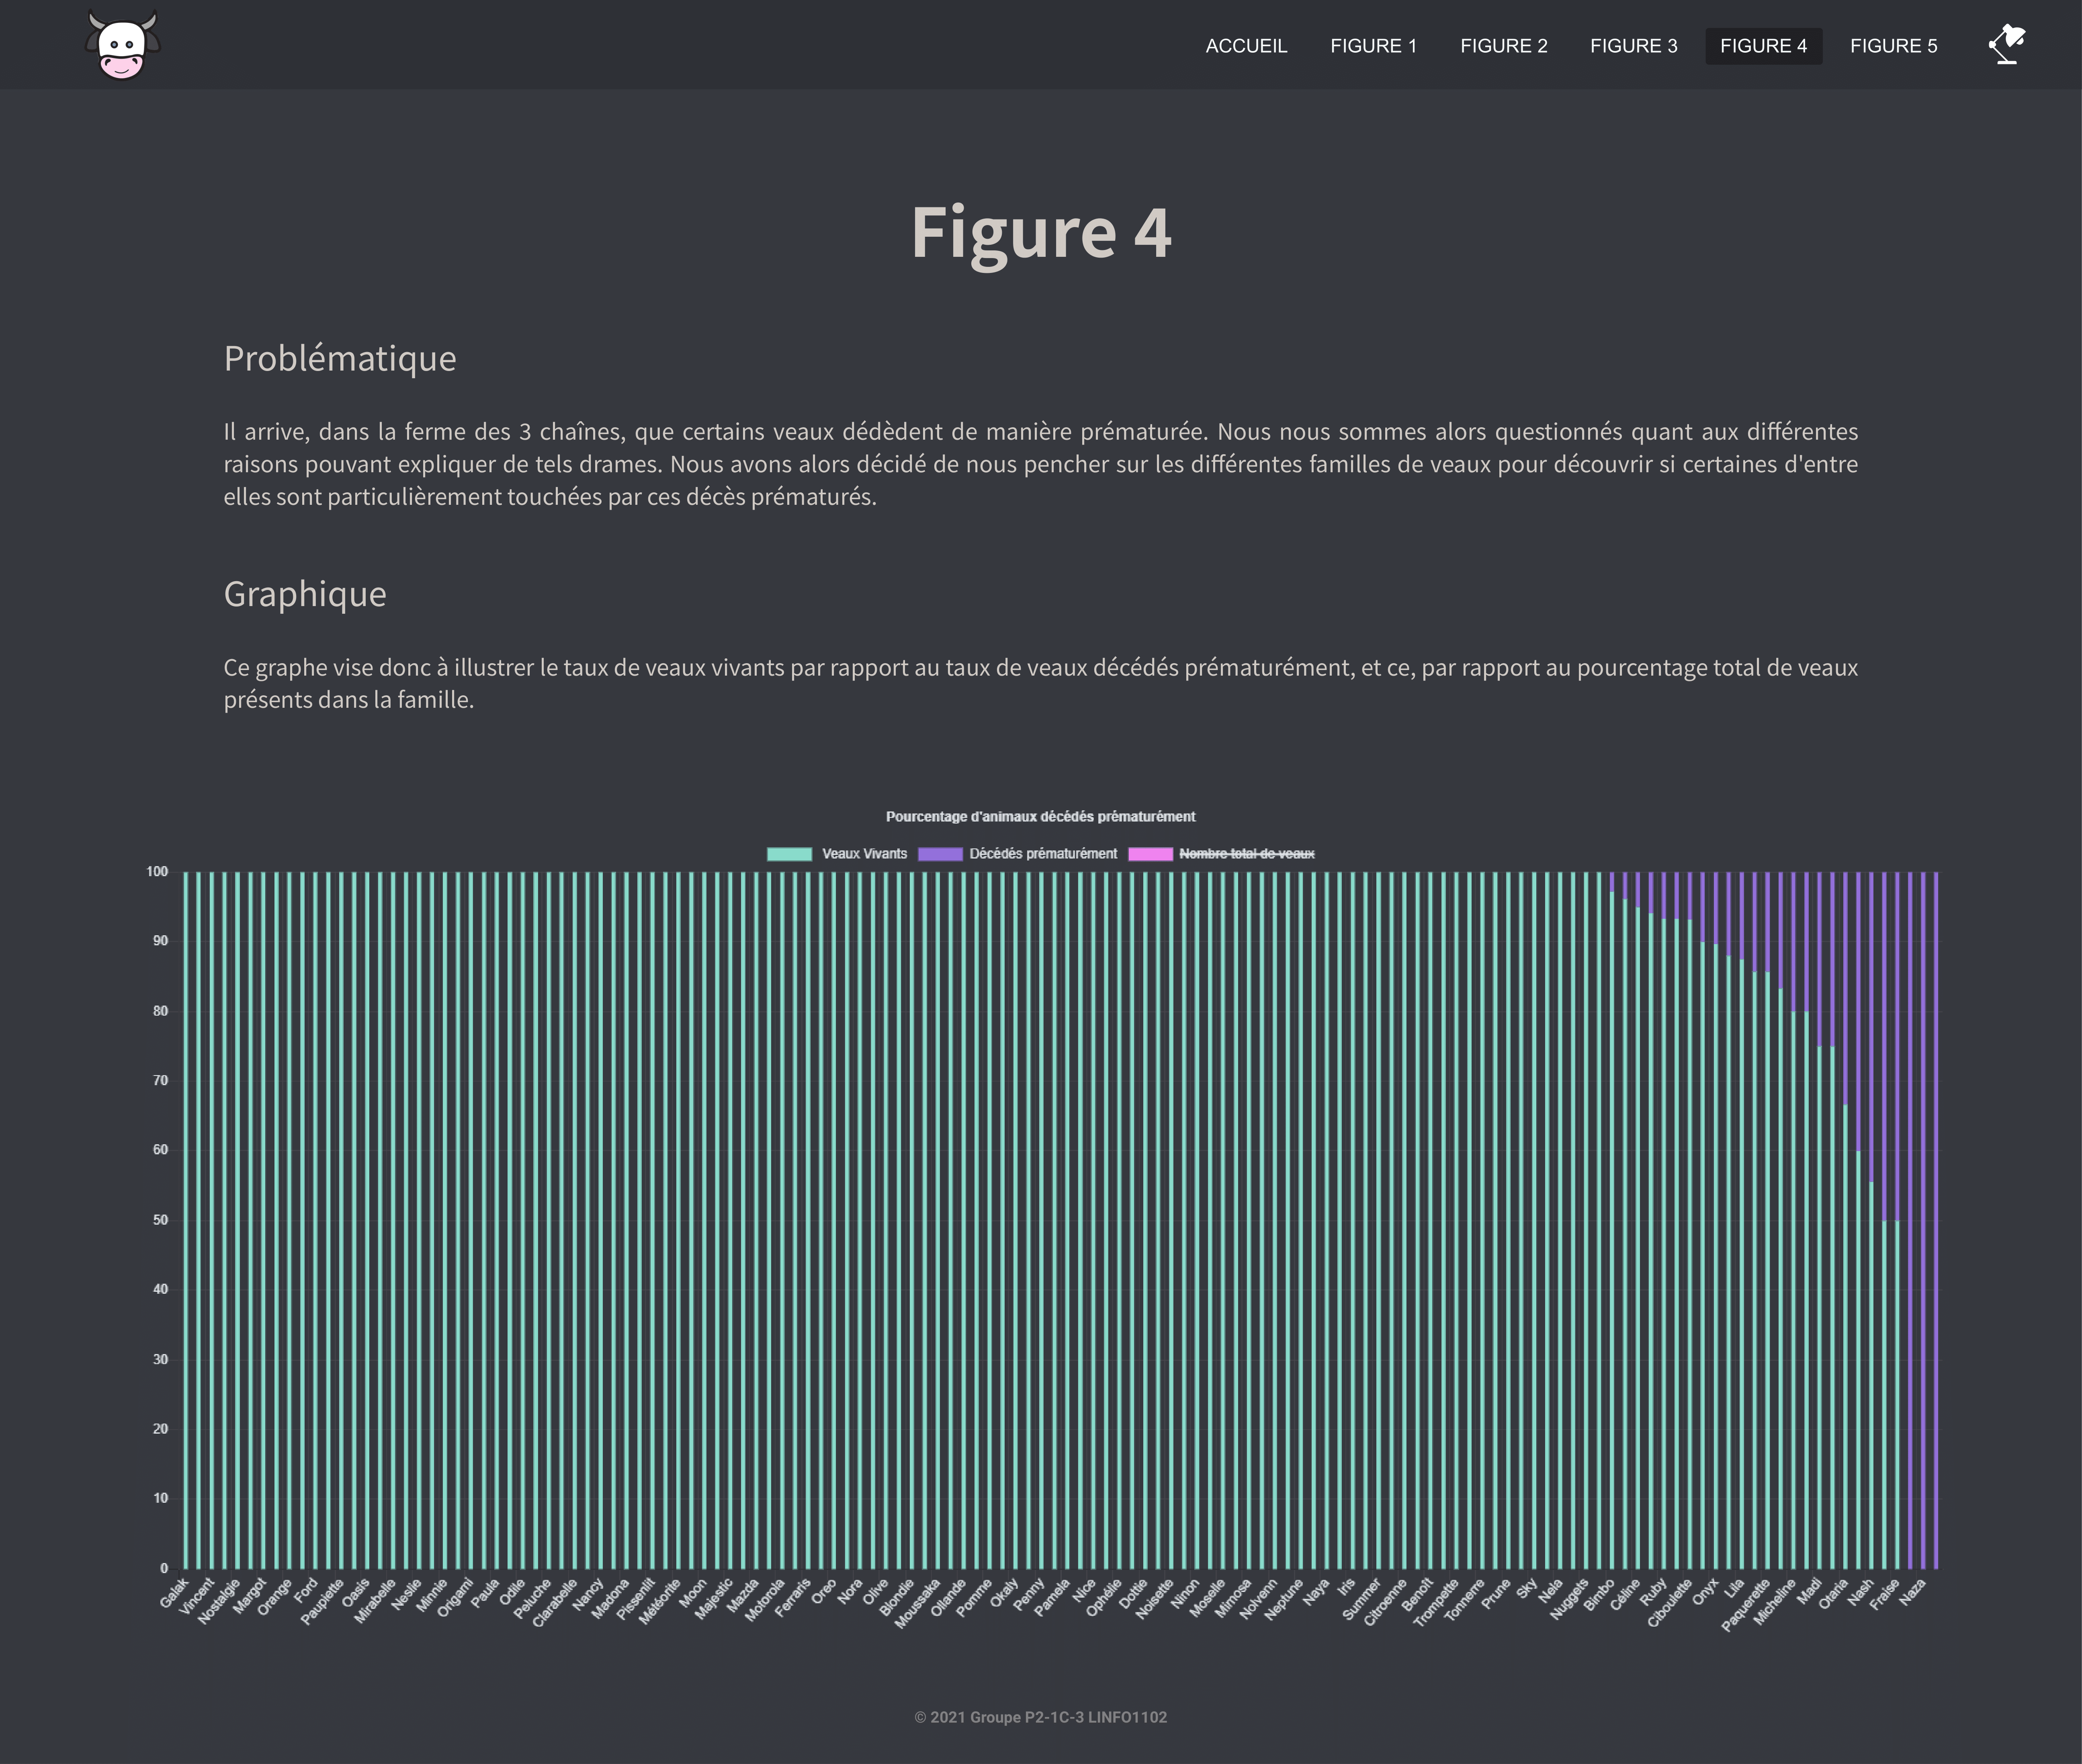 ACCUEIL FIGURE 1 FIGURE 2 FIGURE 3 FIGURE 4 FIGURE 5
Figure 4
Problématique
Il arrive, dans la ferme des 3 chaînes, que certains veaux dédèdent de manière prématurée. Nous nous sommes alors questionnés quant aux différentes
raisons pouvant expliquer de tels drames. Nous avons alors décidé de nous pencher sur les différentes familles de veaux pour découvrir si certaines d'entre
elles sont particulièrement touchées par ces décès prématurés.
Graphique
Ce graphe vise donc à illustrer le taux de veaux vivants par rapport au taux de veaux décédés prématurément, et ce, par rapport au pourcentage total de veaux
présents dans la famille.
Pourcentage d'animaux décédés prématurément
Veaux Vivants Décédés prématurément Nombre total de veaux
100
90
80
70
60
50
40
30
20
10
0
Galak Vincent Nostalgie Margot Orange Ford Paupiette Oasis Mirabelle Neslie Minnie Origami Paula Odile Peluche Clarabelle Nancy Madona Pissenlit Météorite Moon Majestic Mazda Motorola Ferraris Oreo Nora Olive Blondie Moussaka Ollande Pomme Okaly Penny Pamela Nice Ophélie Dotte Noisette Ninon Moselle Mimosa Nolvenn Neptune Naya Iris Summer Citroeme Benoît Trompette Tonnerre Prune Sky Neia Nuggets Bimbo Céline Ruby Ciboulette Onyx Lila Paquerette Micheline Madi Otaria Nash Fraise Naza
© 2021 Groupe P2-1C-3 LINFO1102